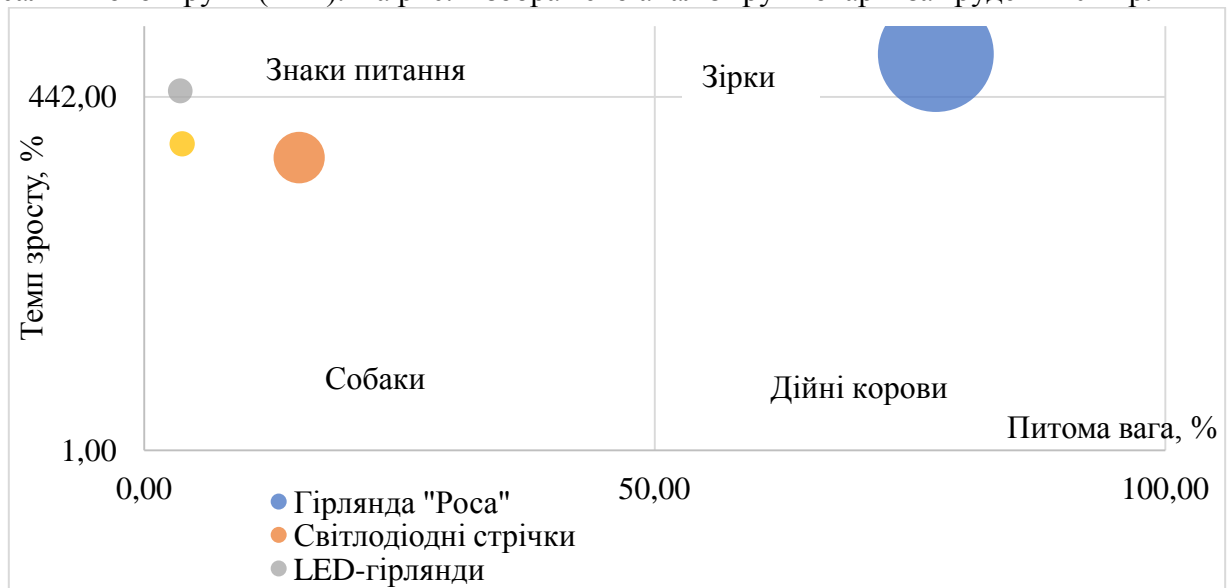 Знаки питання
Зірки
442,00
Темп зросту, %
Собаки
Дійні корови
Питома вага, %
1,00
0,00
50,00
100,00
Гірлянда "Роса"
Світлодіодні стрічки
LED-гірлянди